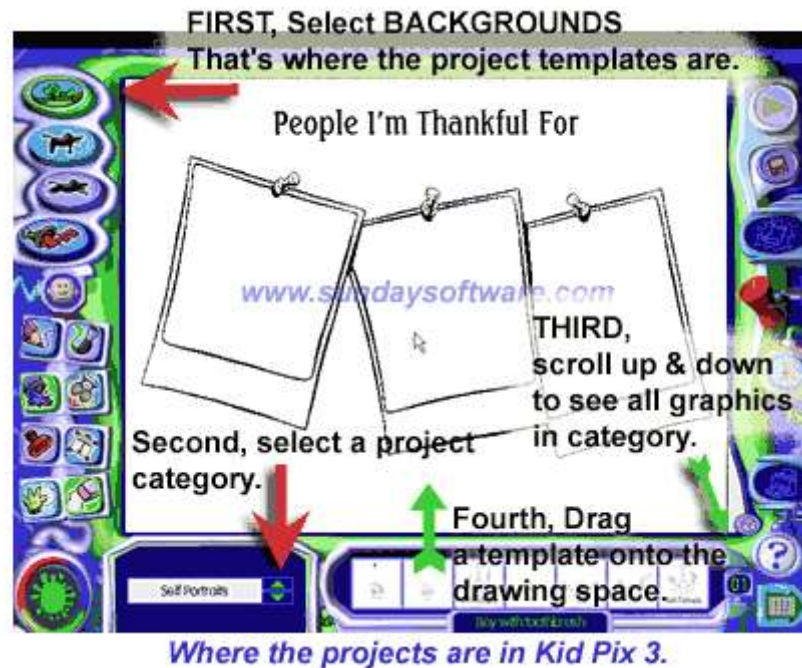 FIRST, Select BACKGROUNDS
That's where the project templates are.
People I'm Thankful For
www.sundaysoftware.com
THIRD,
scroll up & down
to see all graphics
in category.
Second, select a project
category.
Fourth, Drag
a template onto the
drawing space.
Self Portraits
Boy with toothbrush
Where the projects are in Kid Pix 3.